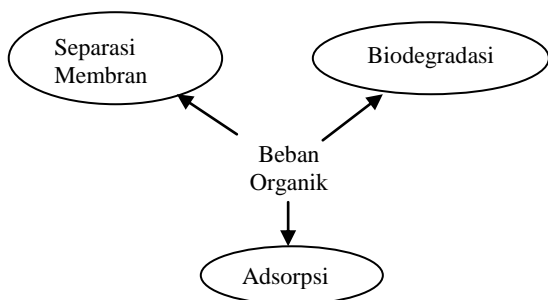 Separasi
Membran
Biodegradasi
Beban
Organik
Adsorpsi